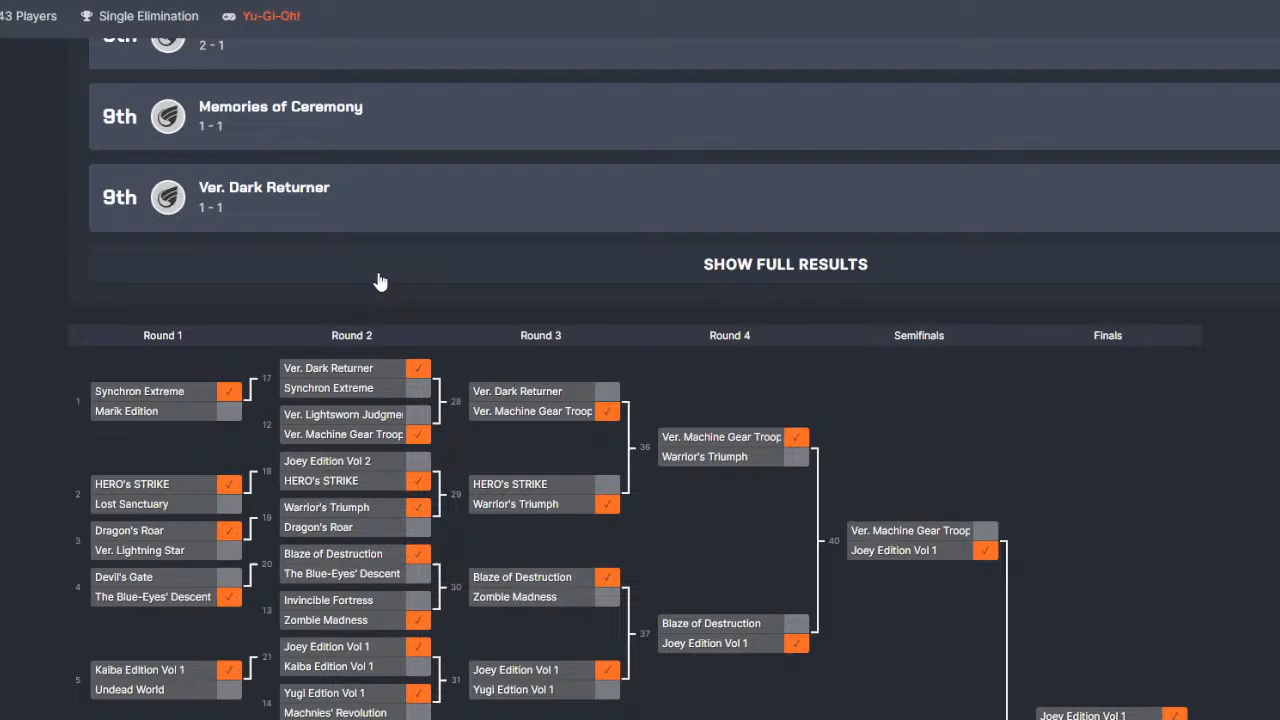 43 Players Single Elimination Yu-Gi-Oh!
2 - 1
9th Memories of Ceremony
1 - 1
9th Ver. Dark Returner
1 - 1
SHOW FULL RESULTS
Round 1 Round 2 Round 3 Round 4 Semifinals Finals
1
Synchron Extreme
Marik Edition
2
HERO's STRIKE
Lost Sanctuary
3
Dragon's Roar
Ver. Lightning Star
4
Devil's Gate
The Blue-Eyes' Descent
5
Kaiba Edition Vol 1
Undead World
17
Ver. Dark Returner
Synchron Extreme
12
Ver. Lightsworn Judgme
Ver. Machine Gear Troop
18
Joey Edition Vol 2
HERO's STRIKE
19
Warrior's Triumph
Dragon's Roar
20
Blaze of Destruction
The Blue-Eyes' Descent
13
Invincible Fortress
Zombie Madness
21
Joey Edition Vol 1
Kaiba Edition Vol 1
14
Yugi Edtion Vol 1
Machnies' Revolution
28
Ver. Dark Returner
Ver. Machine Gear Troop
29
HERO's STRIKE
Warrior's Triumph
30
Blaze of Destruction
Zombie Madness
31
Joey Edition Vol 1
Yugi Edtion Vol 1
36
Ver. Machine Gear Troop
Warrior's Triumph
37
Blaze of Destruction
Joey Edition Vol 1
40
Ver. Machine Gear Troop
Joey Edition Vol 1
Joey Edition Vol 1